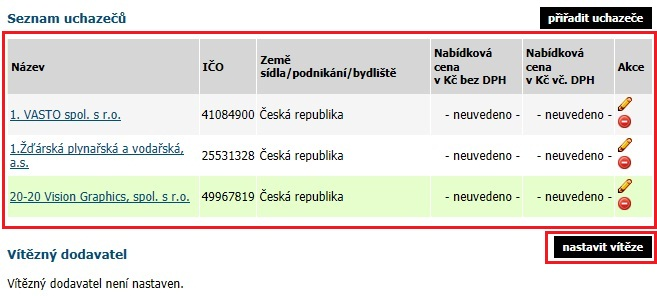 Seznam uchazečů
přiřadit uchazeče
Název IČO Země sídla/podnikání/bydliště Nabídková cena v Kč bez DPH Nabídková cena v Kč vč. DPH Akce
1. VASTO spol. s r.o. 41084900 Česká republika - neuvedeno - - neuvedeno -
1.Žďárská plynařská a vodařská, a.s. 25531328 Česká republika - neuvedeno - - neuvedeno -
20-20 Vision Graphics, spol. s r.o. 49967819 Česká republika - neuvedeno - - neuvedeno -
nastavit vítěze
Vítězný dodavatel
Vítězný dodavatel není nastaven.